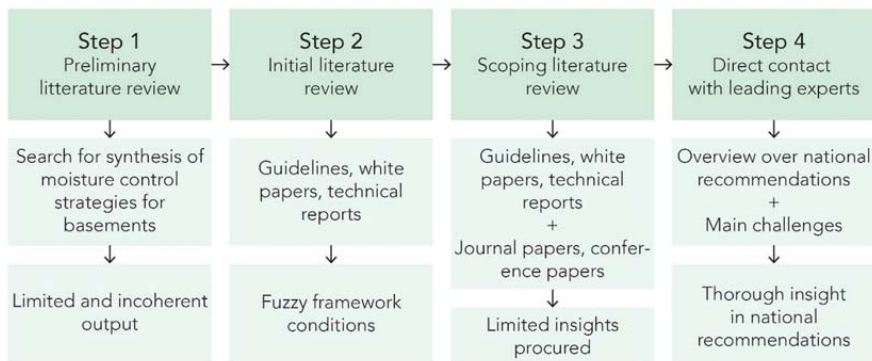 Step 1
Preliminary
litterature review
Step 2
Initial literature
review
Step 3
Scoping literature
review
Step 4
Direct contact
with leading experts
Search for synthesis of
moisture control
strategies for
basements
Guidelines, white
papers, technical
reports
Guidelines, white
papers, technical
reports
+
Journal papers, confer-
ence papers
Overview over national
recommendations
+
Main challenges
Limited and incoherent
output
Fuzzy framework
conditions
Limited insights
procured
Thorough insight
in national
recommendations